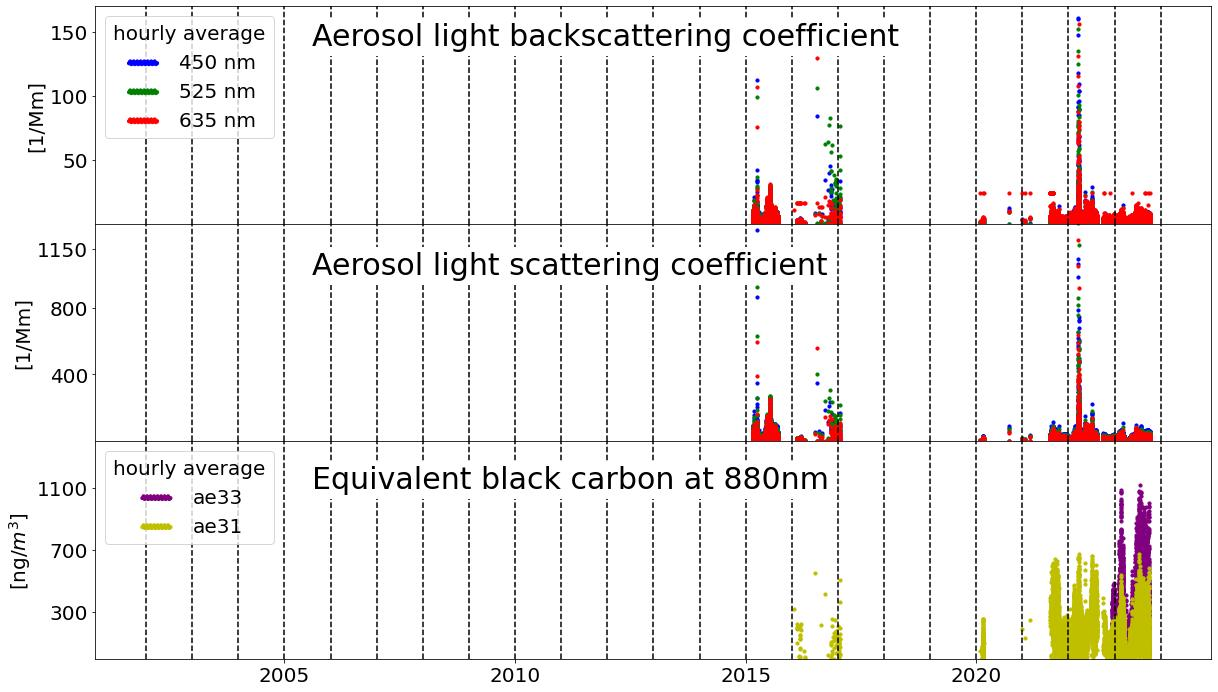 Aerosol light backscattering coefficient
hourly average
450 nm
525 nm
635 nm
[1/Mm]
150
100
50
Aerosol light scattering coefficient
[1/Mm]
1150
800
400
Equivalent black carbon at 880nm
hourly average
ae33
ae31
[ng/m³]
1100
700
300
2005 2010 2015 2020